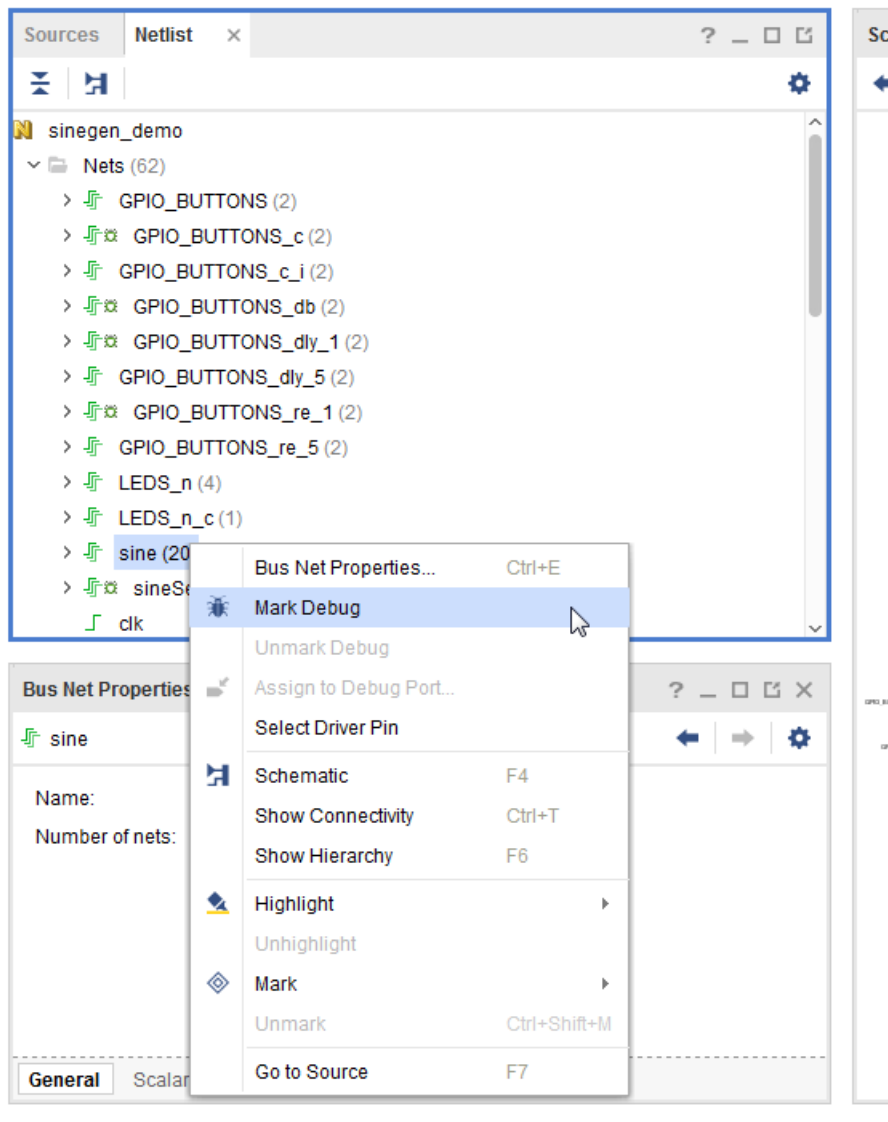 Sources Netlist × ?
sinegen_demo
Nets (62)
GPIO_BUTTONS (2)
GPIO_BUTTONS_c (2)
GPIO_BUTTONS_c_i (2)
GPIO_BUTTONS_db (2)
GPIO_BUTTONS_dly_1 (2)
GPIO_BUTTONS_dly_5 (2)
GPIO_BUTTONS_re_1 (2)
GPIO_BUTTONS_re_5 (2)
LEDS_n (4)
LEDS_n_c (1)
sine (20
sineSe
clk
Bus Net Properties... Ctrl+E
Mark Debug
Unmark Debug
Assign to Debug Port...
Select Driver Pin
Schematic F4
Show Connectivity Ctrl+T
Show Hierarchy F6
Highlight
Unhighlight
Mark
Unmark Ctrl+Shift+M
Go to Source F7
Bus Net Properties ?
sine
Name:
Number of nets:
General Scalar
Sc